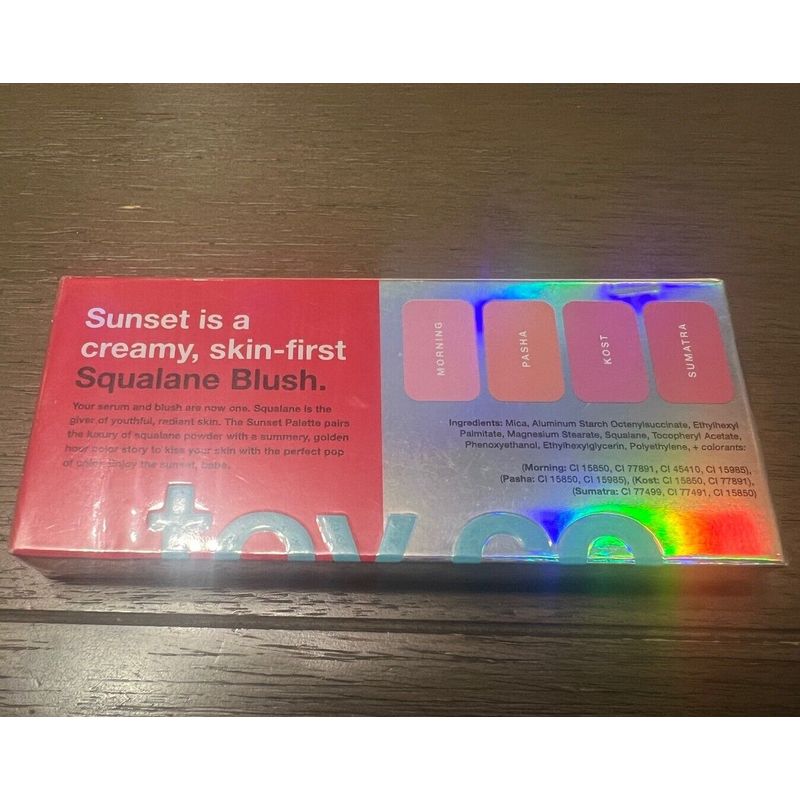 Sunset is a
creamy, skin-first
Squalane Blush.
Your serum and blush are now one. Squalane is the
giver of youthful, radiant skin. The Sunset Palette pairs
the luxury of squalane powder with a summery, golden
hour color story to kiss your skin with the perfect pop
of color. Enjoy the sunset, babe.
MORNING
PASHA
KOST
SUMATRA
Ingredients: Mica, Aluminum Starch Octenylsuccinate, Ethylhexyl
Palmitate, Magnesium Stearate, Squalane, Tocopheryl Acetate,
Phenoxyethanol, Ethylhexylglycerin, Polyethylene, + colorants:
(Morning: CI 15850, CI 77891, CI 45410, CI 15985),
(Pasha: CI 15850, CI 15985), (Kost: CI 15850, CI 77891),
(Sumatra: CI 77499, CI 77491, CI 15850)